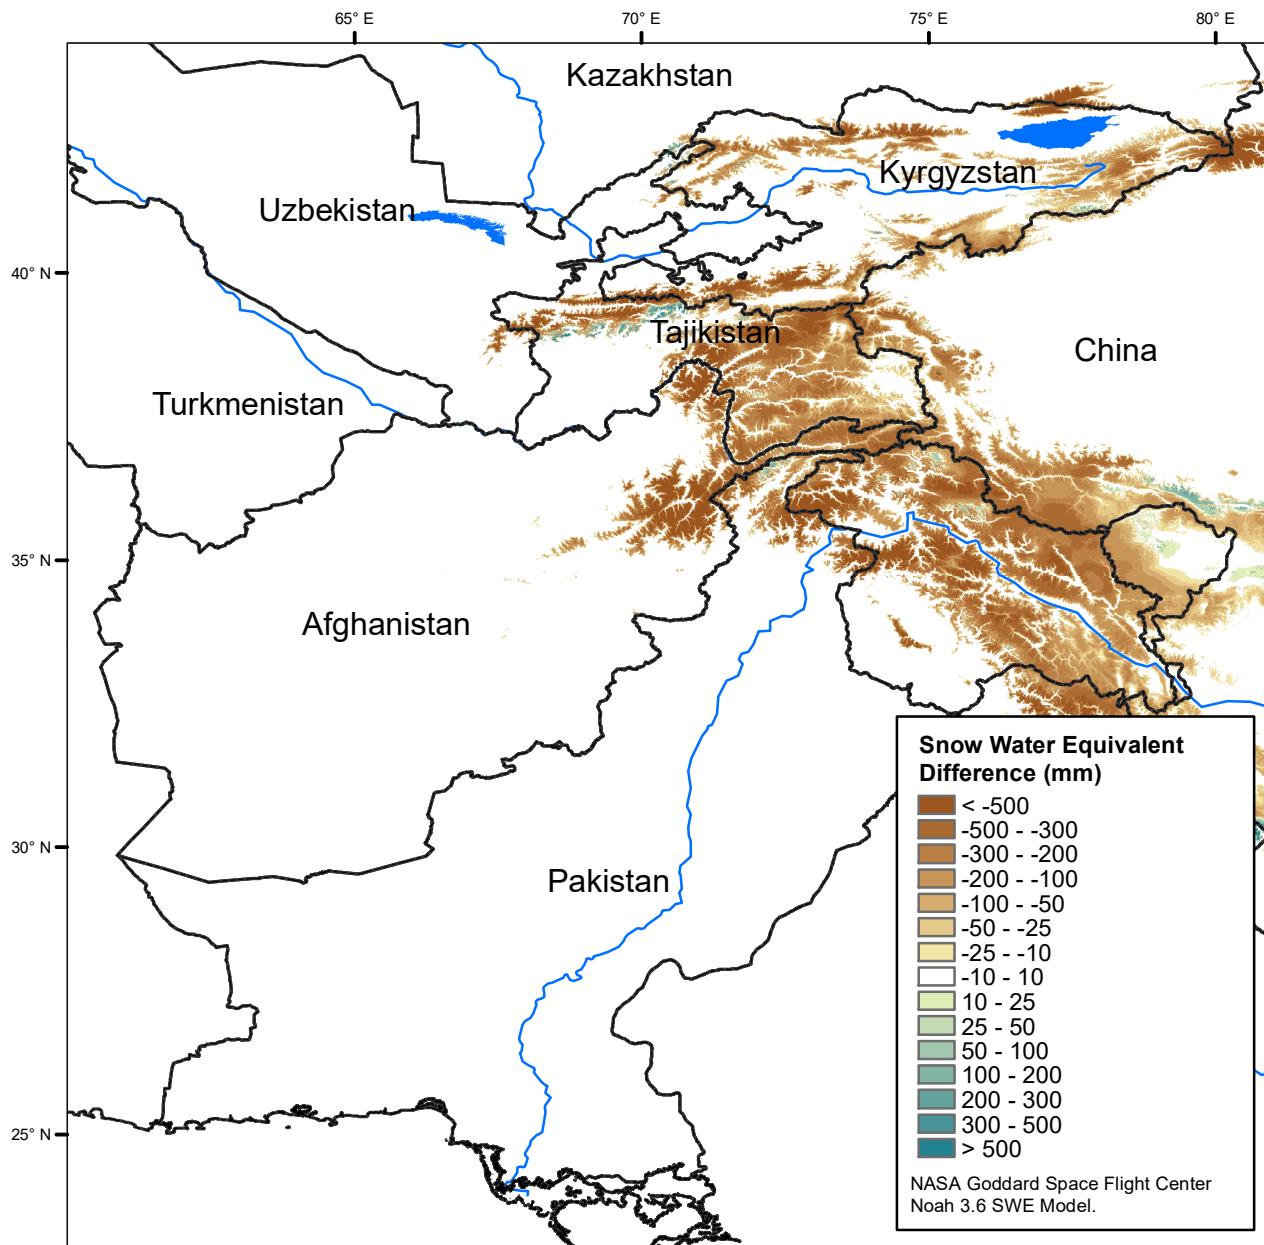 65° E 70° E 75° E 80° E
Kazakhstan
Kyrgyzstan
Uzbekistan
40° N
Tajikistan
China
Turkmenistan
35° N
Afghanistan
30° N
Pakistan
25° N
Snow Water Equivalent
Difference (mm)
< -500
-500 - -300
-300 - -200
-200 - -100
-100 - -50
-50 - -25
-25 - -10
-10 - 10
10 - 25
25 - 50
50 - 100
100 - 200
200 - 300
300 - 500
> 500
NASA Goddard Space Flight Center
Noah 3.6 SWE Model.